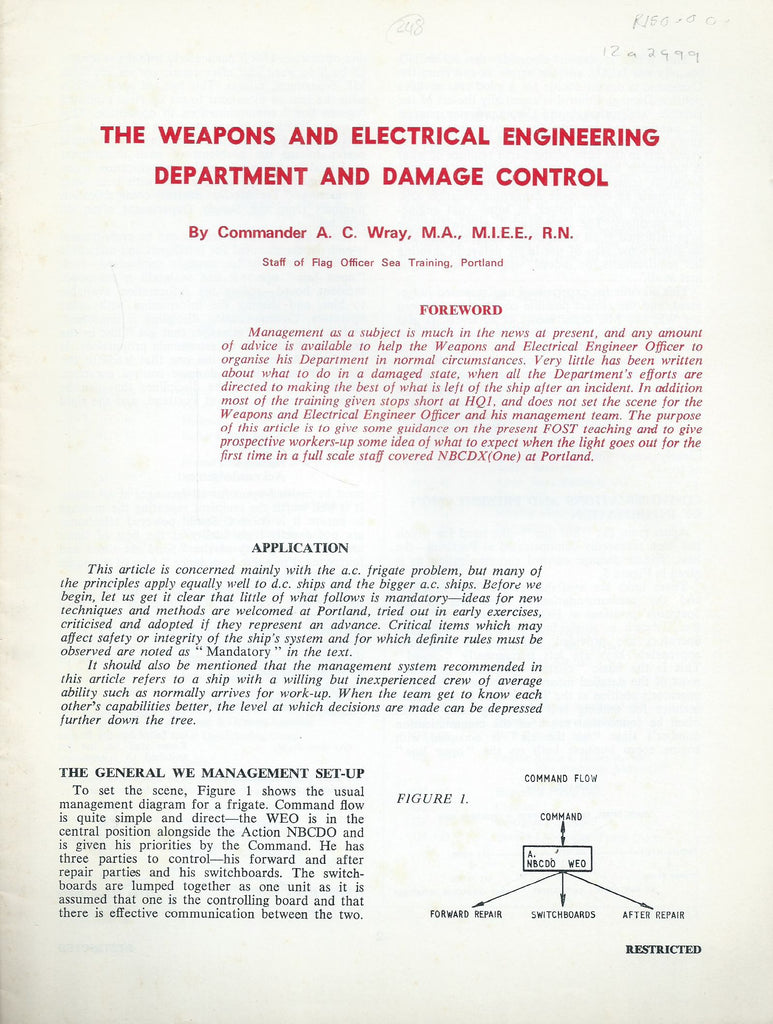 248
R150.00
12a 2999
THE WEAPONS AND ELECTRICAL ENGINEERING
DEPARTMENT AND DAMAGE CONTROL
By Commander A. C. Wray, M.A., M.I.E.E., R.N.
Staff of Flag Officer Sea Training, Portland
FOREWORD
Management as a subject is much in the news at present, and any amount
of advice is available to help the Weapons and Electrical Engineer Officer to
organise his Department in normal circumstances. Very little has been written
about what to do in a damaged state, when all the Department's efforts are
directed to making the best of what is left of the ship after an incident. In addition
most of the training given stops short at HQ1, and does not set the scene for the
Weapons and Electrical Engineer Officer and his management team. The purpose
of this article is to give some guidance on the present FOST teaching and to give
prospective workers-up some idea of what to expect when the light goes out for the
first time in a full scale staff covered NBCDX(One) at Portland.
APPLICATION
This article is concerned mainly with the a.c. frigate problem, but many of
the principles apply equally well to d.c. ships and the bigger a.c. ships. Before we
begin, let us get it clear that little of what follows is mandatory—ideas for new
techniques and methods are welcomed at Portland, tried out in early exercises,
criticised and adopted if they represent an advance. Critical items which may
affect safety or integrity of the ship's system and for which definite rules must be
observed are noted as “ Mandatory ” in the text.
It should also be mentioned that the management system recommended in
this article refers to a ship with a willing but inexperienced crew of average
ability such as normally arrives for work-up. When the team get to know each
other's capabilities better, the level at which decisions are made can be depressed
further down the tree.
THE GENERAL WE MANAGEMENT SET-UP
To set the scene, Figure 1 shows the usual
management diagram for a frigate. Command flow
is quite simple and direct—the WEO is in the
central position alongside the Action NBCDO and
is given his priorities by the Command. He has
three parties to control—his forward and after
repair parties and his switchboards. The switch-
boards are lumped together as one unit as it is
assumed that one is the controlling board and that
there is effective communication between the two.
COMMAND FLOW
FIGURE 1.
COMMAND
A.
NBCDO WEO
FORWARD REPAIR SWITCHBOARDS AFTER REPAIR
RESTRICTED